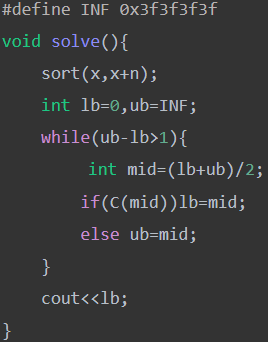 #define INF 0x3f3f3f3f
void solve(){
    sort(x,x+n);
    int lb=0,ub=INF;
    while(ub-lb>1){
        int mid=(lb+ub)/2;
        if(C(mid))lb=mid;
        else ub=mid;
    }
    cout<<lb;
}